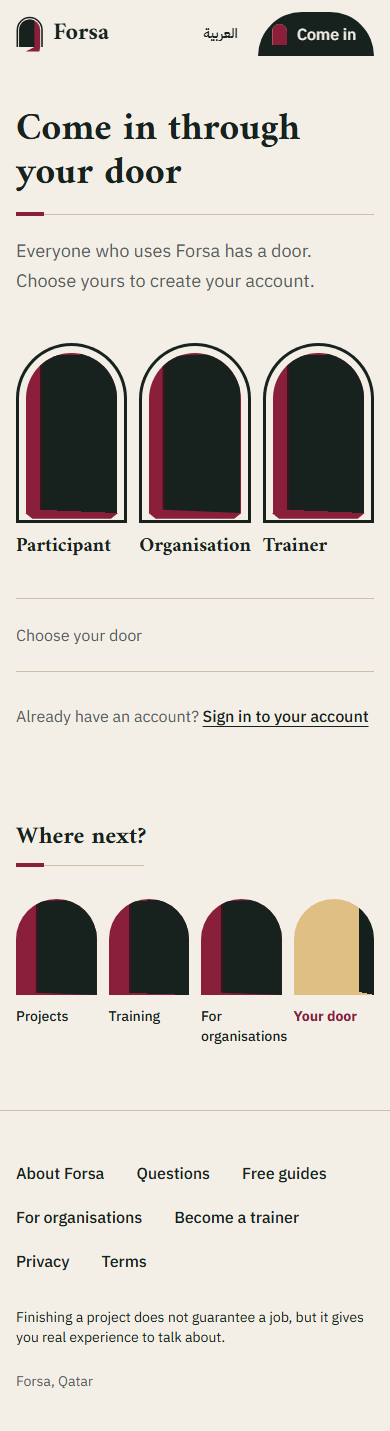 Forsa
العربية
Come in
Come in through
your door
Everyone who uses Forsa has a door.
Choose yours to create your account.
Participant
Organisation
Trainer
Choose your door
Already have an account? Sign in to your account
Where next?
Projects
Training
For
organisations
Your door
About Forsa
Questions
Free guides
For organisations
Become a trainer
Privacy
Terms
Finishing a project does not guarantee a job, but it gives
you real experience to talk about.
Forsa, Qatar